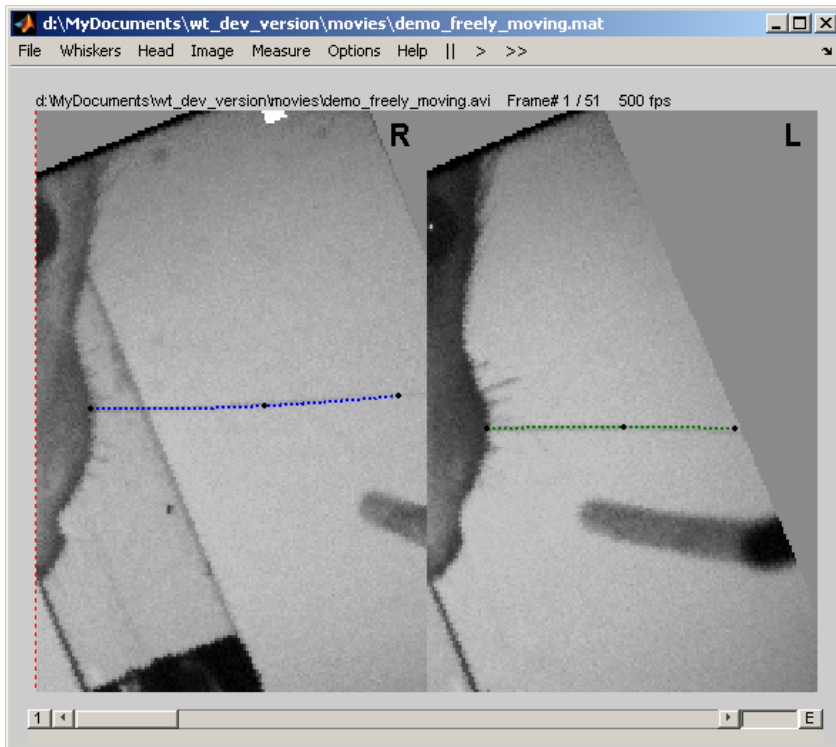 d:\MyDocuments\wt_dev_version\movies\demo_freely_moving.mat
File Whiskers Head Image Measure Options Help || > >>
d:\MyDocuments\wt_dev_version\movies\demo_freely_moving.avi Frame# 1 / 51 500 fps
R L
1 E